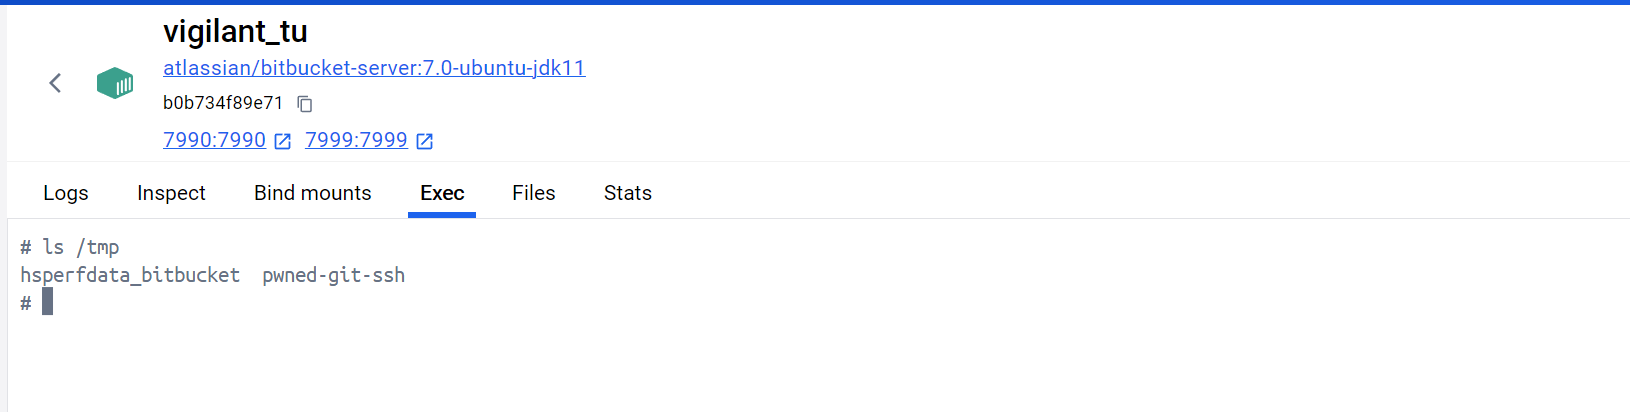 vigilant_tu
atlassian/bitbucket-server:7.0-ubuntu-jdk11
b0b734f89e71
7990:7990 7999:7999
Logs Inspect Bind mounts Exec Files Stats
# ls /tmp
hsperfdata_bitbucket  pwned-git-ssh
#